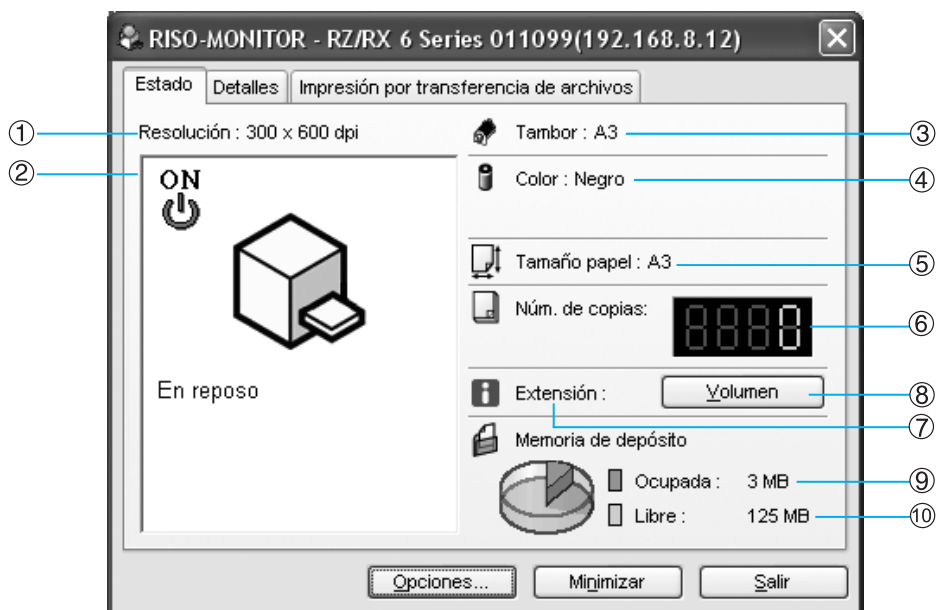 RISO-MONITOR - RZ/RX 6 Series 011099(192.168.8.12)
Estado
Detalles
Impresión por transferencia de archivos
① Resolución : 300 x 600 dpi
②
ON
En reposo
Tambor : A3 ③
Color : Negro ④
Tamaño papel : A3 ⑤
Núm. de copias: 0 ⑥
Extensión : ⑦
Volumen ⑧
Memoria de depósito
Ocupada : 3 MB ⑨
Libre : 125 MB ⑩
Opciones... Minimizar Salir